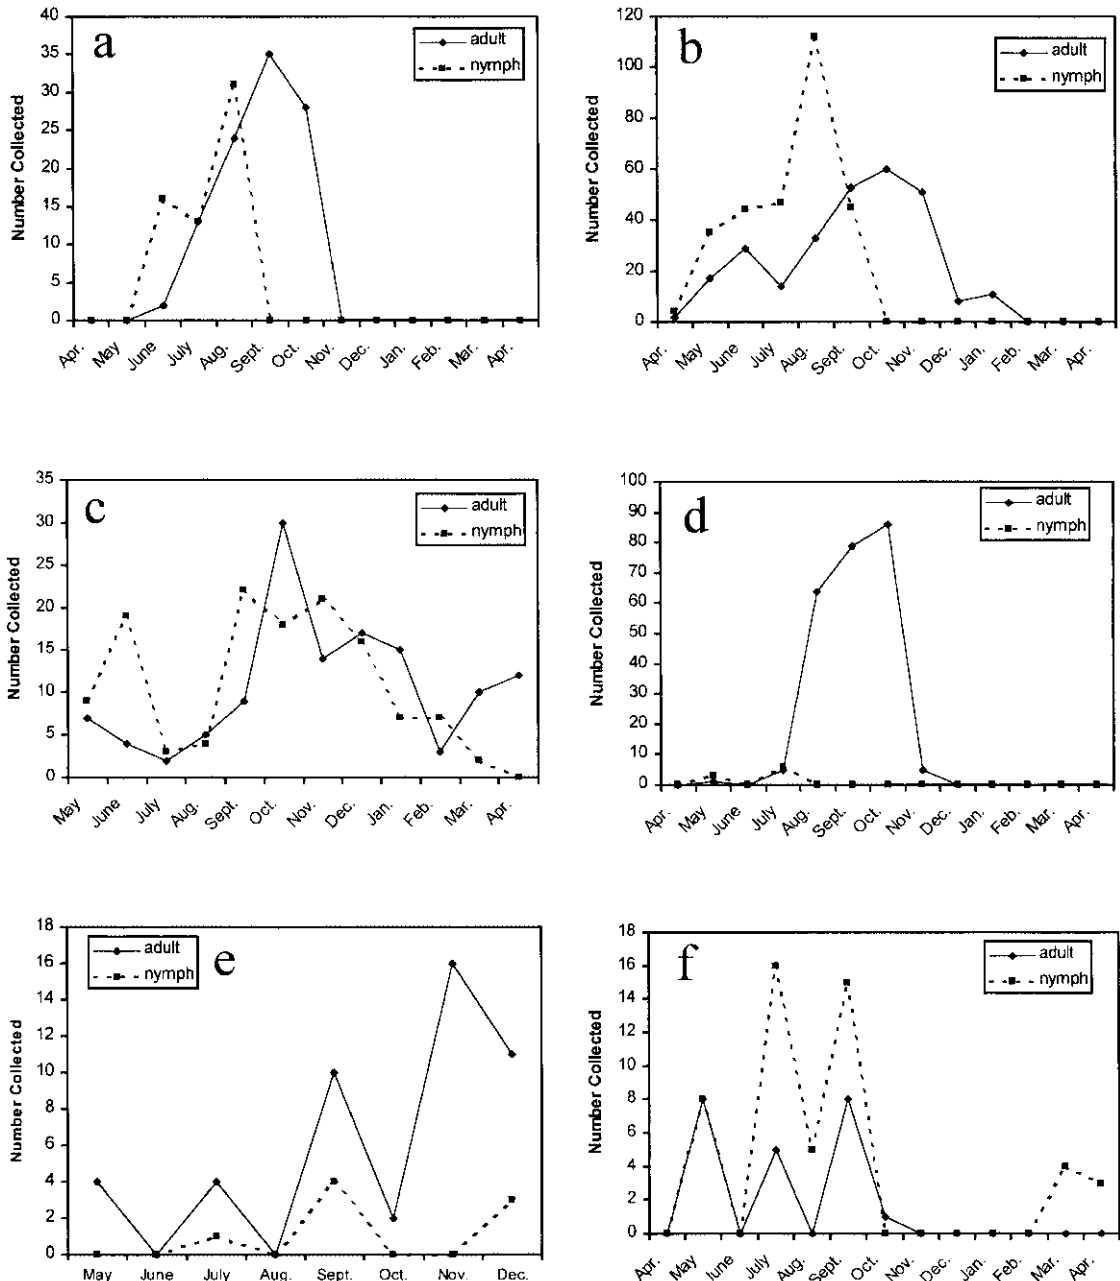 a
adult
nymph
Number Collected
40
35
30
25
20
15
10
5
0
Apr. May June July Aug. Sept. Oct. Nov. Dec. Jan. Feb. Mar. Apr.
b
adult
nymph
Number Collected
120
100
80
60
40
20
0
Apr. May June July Aug. Sept. Oct. Nov. Dec. Jan. Feb. Mar. Apr.
c
adult
nymph
Number Collected
35
30
25
20
15
10
5
0
May June July Aug. Sept. Oct. Nov. Dec. Jan. Feb. Mar. Apr.
d
adult
nymph
Number Collected
100
90
80
70
60
50
40
30
20
10
0
Apr. May June July Aug. Sept. Oct. Nov. Dec. Jan. Feb. Mar. Apr.
e
adult
nymph
Number Collected
18
16
14
12
10
8
6
4
2
0
May June July Aug. Sept. Oct. Nov. Dec.
f
adult
nymph
Number Collected
18
16
14
12
10
8
6
4
2
0
Apr. May June July Aug. Sept. Oct. Nov. Dec. Jan. Feb. Mar. Apr.